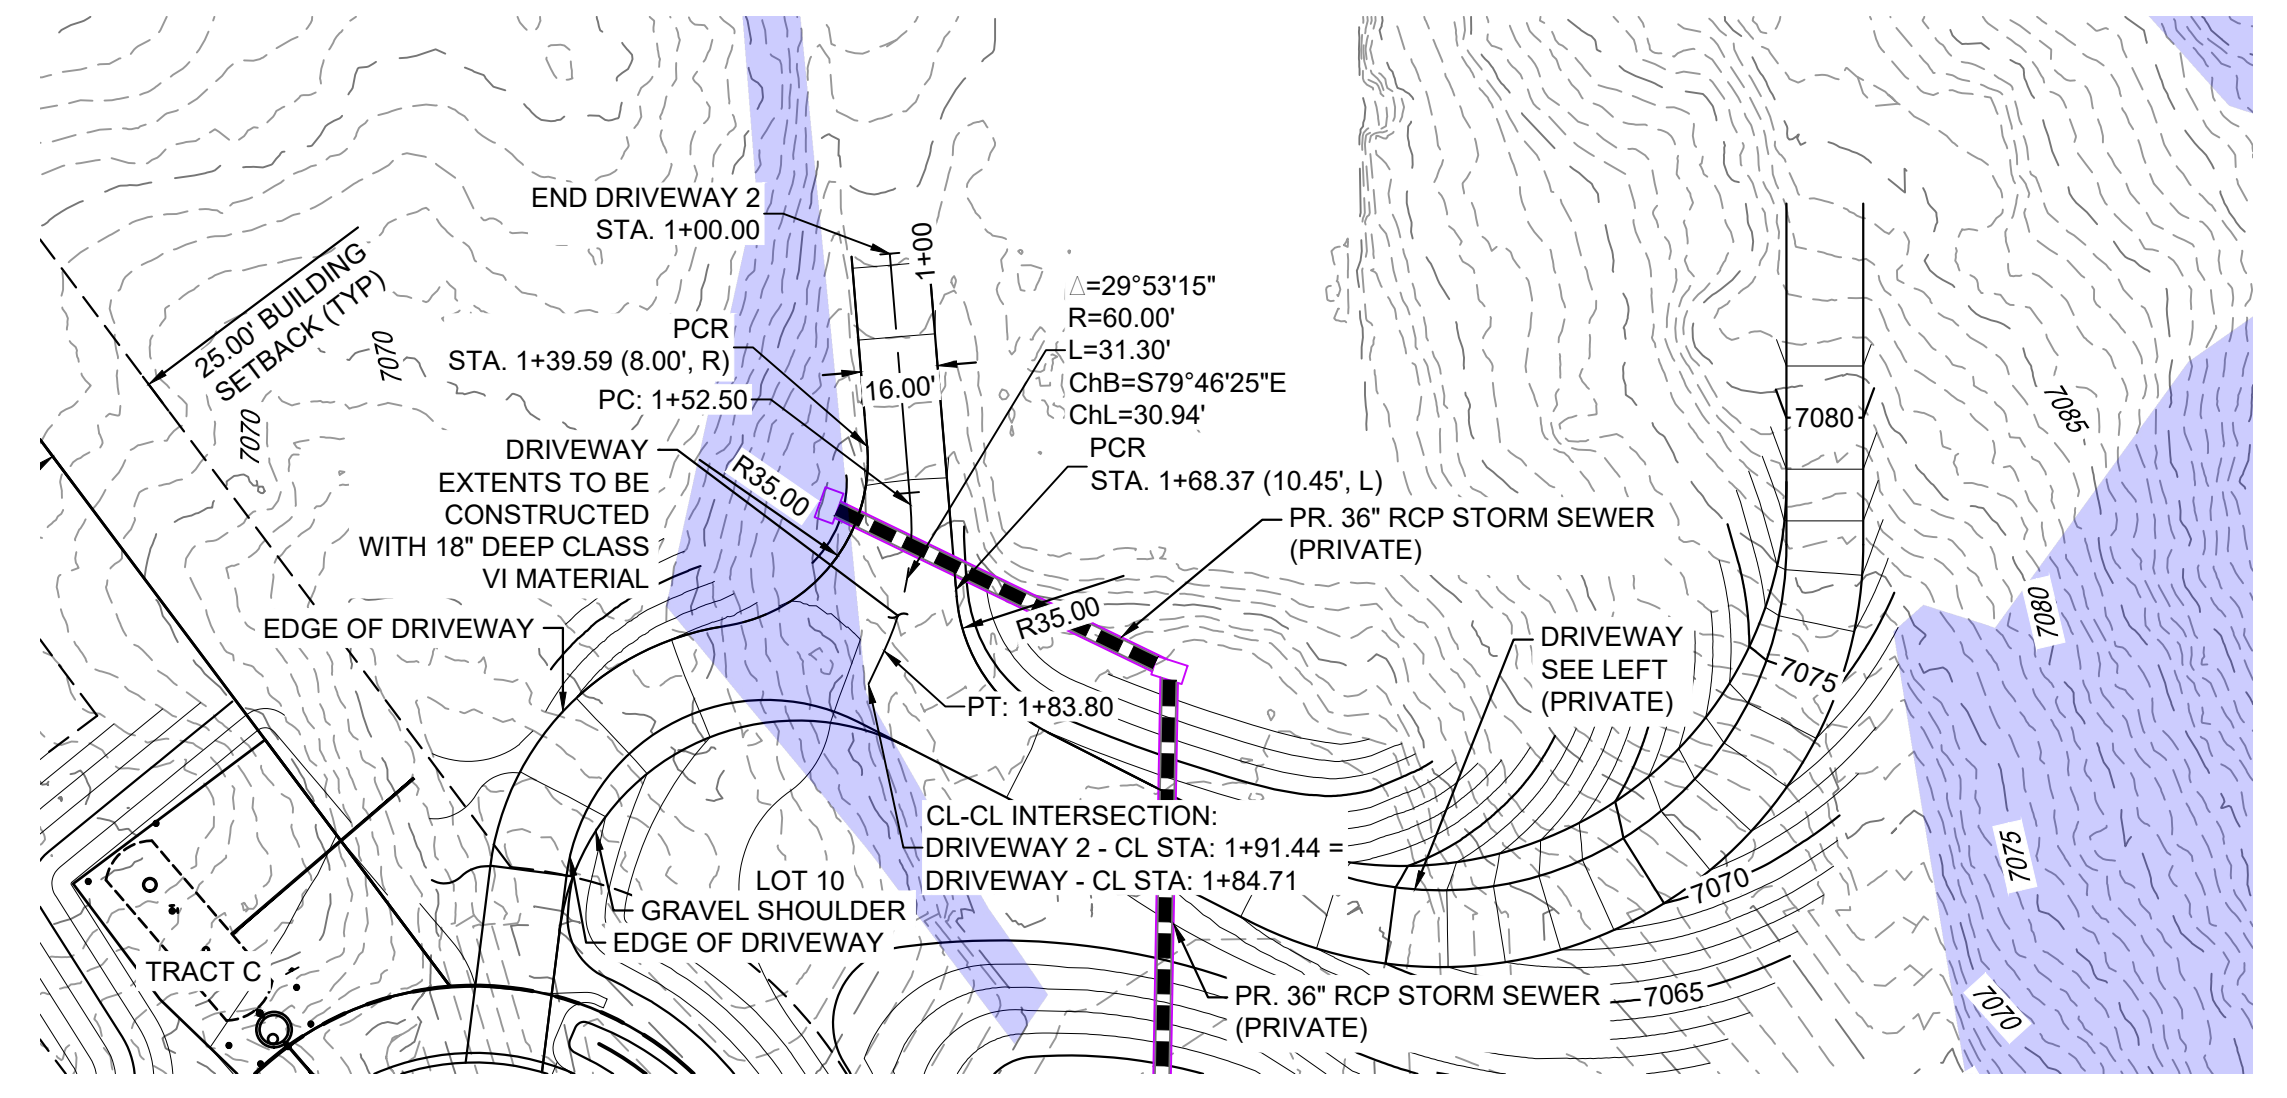 END DRIVEWAY 2
STA. 1+00.00
1+00
25.00' BUILDING
SETBACK (TYP)
7070
7070
PCR
STA. 1+39.59 (8.00', R)
PC: 1+52.50
16.00'
Δ=29°53'15"
R=60.00'
L=31.30'
ChB=S79°46'25"E
ChL=30.94'
PCR
STA. 1+68.37 (10.45', L)
7080
7085
DRIVEWAY
EXTENTS TO BE
CONSTRUCTED
WITH 18" DEEP CLASS
VI MATERIAL
R35.00
PR. 36" RCP STORM SEWER
(PRIVATE)
R35.00
EDGE OF DRIVEWAY
DRIVEWAY
SEE LEFT
(PRIVATE)
7080
7075
PT: 1+83.80
CL-CL INTERSECTION:
DRIVEWAY 2 - CL STA: 1+91.44 =
DRIVEWAY - CL STA: 1+84.71
7075
7070
LOT 10
GRAVEL SHOULDER
EDGE OF DRIVEWAY
TRACT C
PR. 36" RCP STORM SEWER
(PRIVATE)
7065
7070